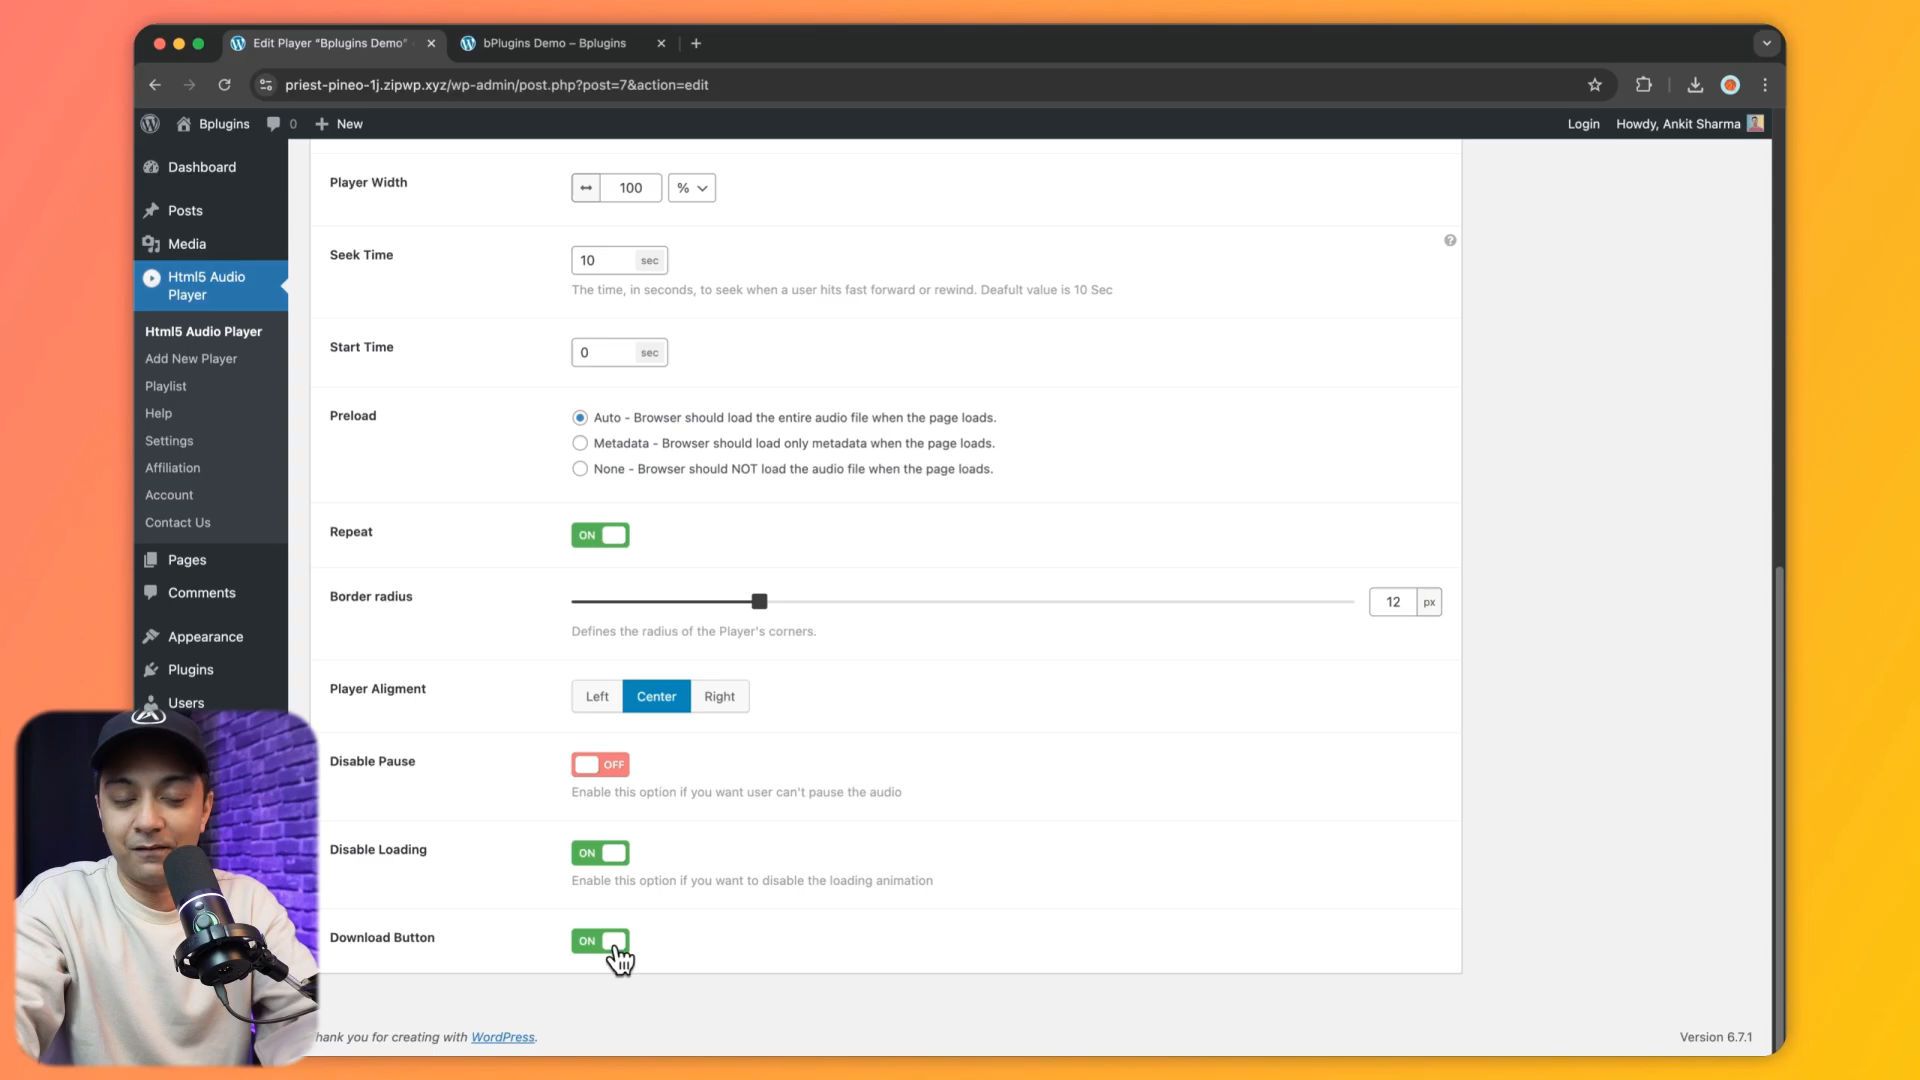 Edit Player “Bplugins Demo”
bPlugins Demo – Bplugins
priest-pineo-1j.zipwp.xyz/wp-admin/post.php?post=7&action=edit
Bplugins
0
New
Login
Howdy, Ankit Sharma
Dashboard
Posts
Media
Html5 Audio
Player
Html5 Audio Player
Add New Player
Playlist
Help
Settings
Affiliation
Account
Contact Us
Pages
Comments
Appearance
Plugins
Users
Player Width
100
%
Seek Time
10
sec
The time, in seconds, to seek when a user hits fast forward or rewind. Deafult value is 10 Sec
Start Time
0
sec
Preload
Auto - Browser should load the entire audio file when the page loads.
Metadata - Browser should load only metadata when the page loads.
None - Browser should NOT load the audio file when the page loads.
Repeat
ON
Border radius
12
px
Defines the radius of the Player's corners.
Player Aligment
Left
Center
Right
Disable Pause
OFF
Enable this option if you want user can't pause the audio
Disable Loading
ON
Enable this option if you want to disable the loading animation
Download Button
ON
hank you for creating with WordPress.
Version 6.7.1